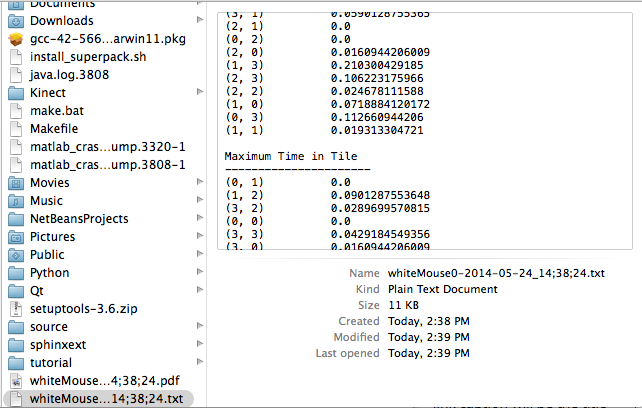 Documents
Downloads
gcc-42-566...arwin11.pkg
install_superpack.sh
java.log.3808
Kinect
make.bat
Makefile
matlab_cras...ump.3320-1
matlab_cras...ump.3808-1
Movies
Music
NetBeansProjects
Pictures
Public
Python
Qt
setuptools-3.6.zip
source
sphinxext
tutorial
whiteMouse...4;38;24.pdf
whiteMouse...14;38;24.txt
(3, 1) 0.0590128755365
(2, 1) 0.0
(0, 2) 0.0
(2, 0) 0.0160944206009
(1, 3) 0.210300429185
(2, 3) 0.106223175966
(2, 2) 0.024678111588
(1, 0) 0.0718884120172
(0, 3) 0.112660944206
(1, 1) 0.019313304721
Maximum Time in Tile
----------------------
(0, 1) 0.0
(1, 2) 0.0901287553648
(3, 2) 0.0289699570815
(0, 0) 0.0
(3, 3) 0.0429184549356
(3, 0) 0.0160944206009
Name whiteMouse0-2014-05-24_14;38;24.txt
Kind Plain Text Document
Size 11 KB
Created Today, 2:38 PM
Modified Today, 2:39 PM
Last opened Today, 2:39 PM